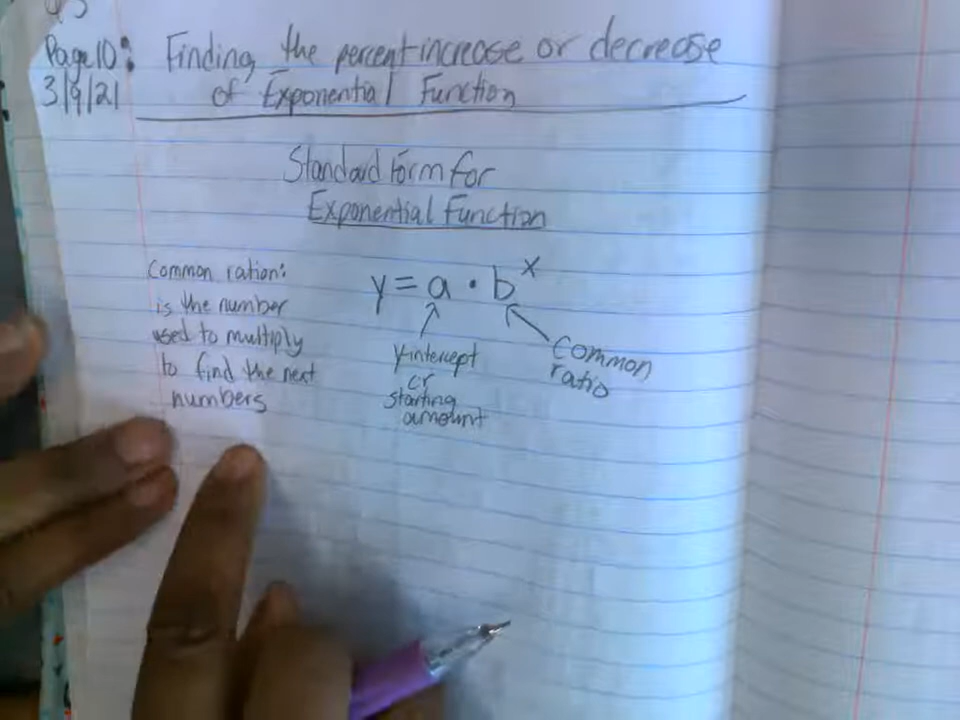 Page 10: Finding the percent increase or decrease
3/9/21 of Exponential Function
Standard form for
Exponential Function
Common ration:
is the number
used to multiply
to find the next
numbers
y = a · b^x
y-intercept
or
starting
amount
Common
ratio